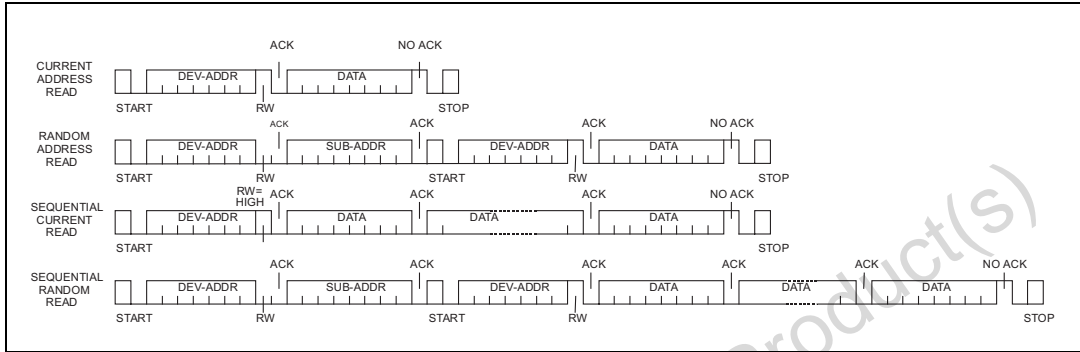 ACK NO ACK
CURRENT
ADDRESS
READ
DEV-ADDR DATA
START RW STOP
ACK ACK ACK NO ACK
RANDOM
ADDRESS
READ
DEV-ADDR SUB-ADDR DEV-ADDR DATA
START RW START RW STOP
RW=
HIGH
ACK ACK ACK NO ACK
SEQUENTIAL
CURRENT
READ
DEV-ADDR DATA DATA DATA
START STOP
ACK ACK ACK ACK ACK NO ACK
SEQUENTIAL
RANDOM
READ
DEV-ADDR SUB-ADDR DEV-ADDR DATA DATA DATA
START RW START RW STOP
Product(s)